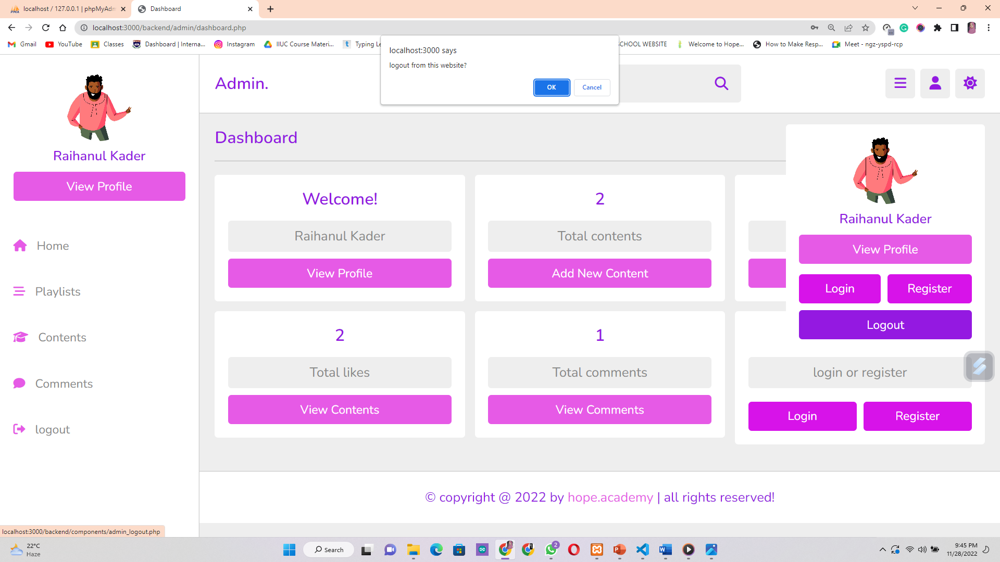 localhost / 127.0.0.1 | phpMyAdm
Dashboard
localhost:3000/backend/admin/dashboard.php
Gmail
YouTube
Classes
Dashboard | Interna...
Instagram
IIUC Course Materi...
Typing Le
SCHOOL WEBSITE
Welcome to Hope...
How to Make Resp...
Meet - ngz-yspd-rcp
localhost:3000 says
logout from this website?
OK
Cancel
Admin.
Raihanul Kader
View Profile
Home
Playlists
Contents
Comments
logout
Dashboard
Welcome!
Raihanul Kader
View Profile
2
Total contents
Add New Content
2
Total likes
View Contents
1
Total comments
View Comments
Raihanul Kader
View Profile
Login
Register
Logout
login or register
Login
Register
© copyright @ 2022 by hope.academy | all rights reserved!
localhost:3000/backend/components/admin_logout.php
22°C
Haze
Search
2
9:45 PM
11/28/2022